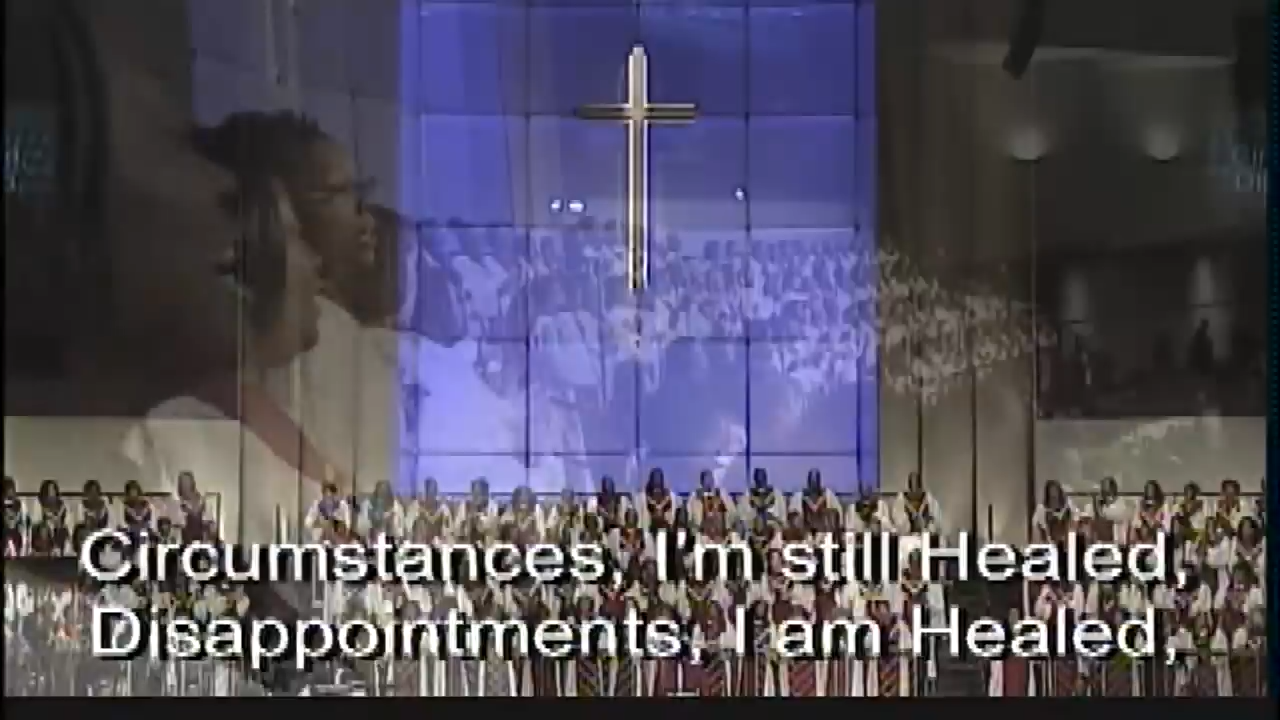 Circumstances, I'm still Healed,
Disappointments, I am Healed,